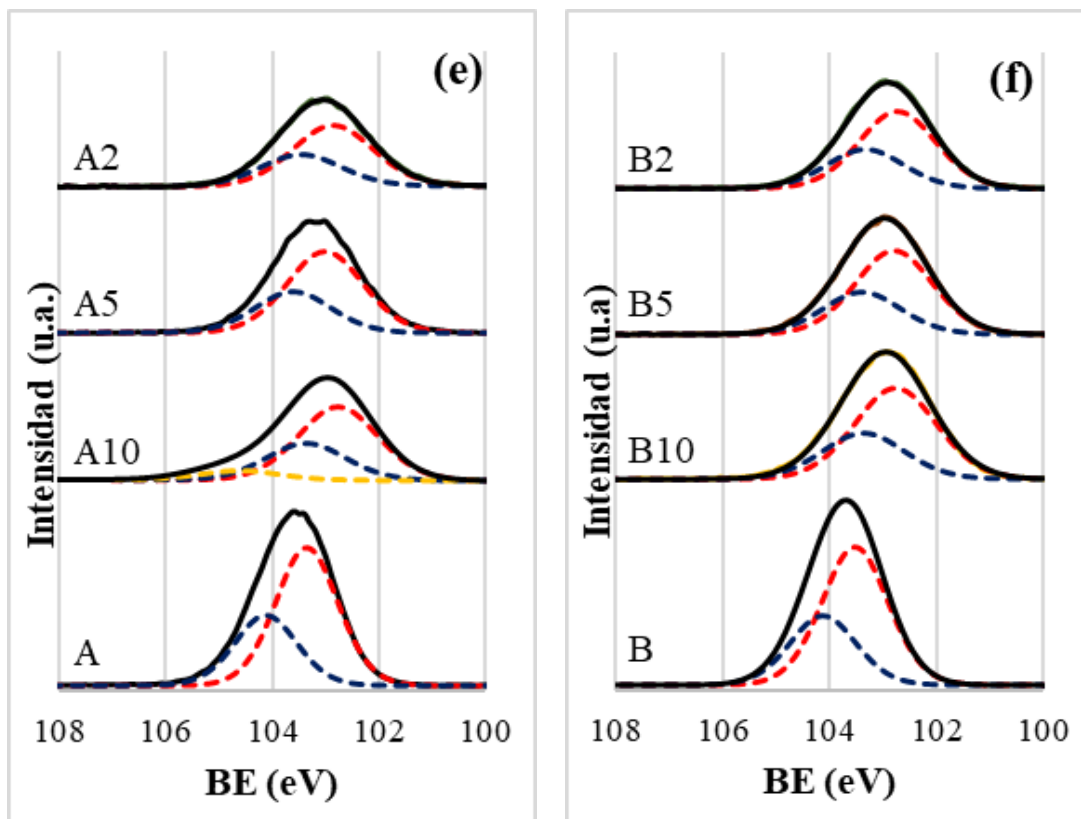 (e)
A2
A5
A10
A
Intensidad (u.a.)
108 106 104 102 100
BE (eV)
(f)
B2
B5
B10
B
Intensidad (u.a)
108 106 104 102 100
BE (eV)